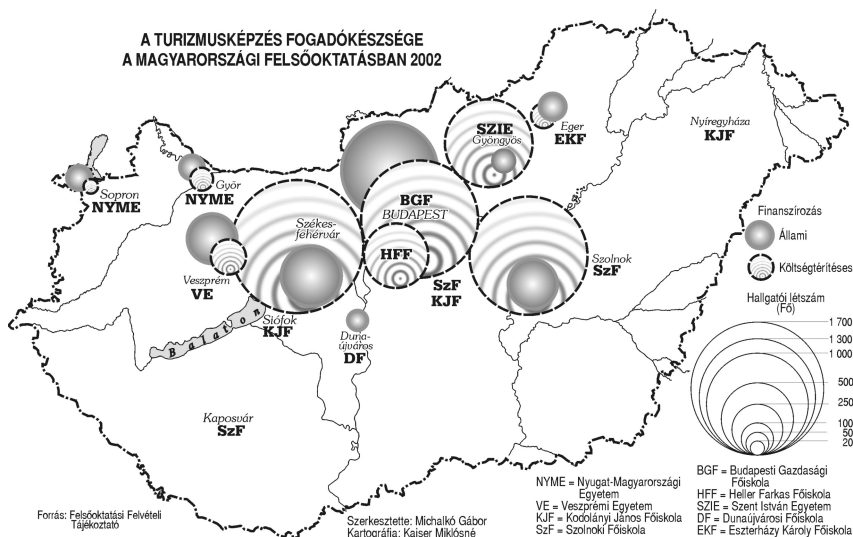 A TURIZMUSKÉPZÉS FOGADÓKÉSZSÉGE
A MAGYARORSZÁGI FELSŐOKTATÁSBAN 2002
SZIE
Gyöngyös
Eger
EKF
Nyíregyháza
KJF
Sopron
NYME
Győr
NYME
BGF
BUDAPEST
Székes-
fehérvár
HFF
SzF
KJF
Szolnok
SzF
Veszprém
VE
Siófok
KJF
Balaton
Duna-
újváros
DF
Kaposvár
SzF
Finanszírozás
Állami
Költségtérítéses
Hallgatói létszám
(Fő)
1 700
1 300
1 000
500
250
100
50
20
NYME = Nyugat-Magyarországi
Egyetem
VE = Veszprémi Egyetem
KJF = Kodolányi János Főiskola
SzF = Szolnoki Főiskola
BGF = Budapesti Gazdasági
Főiskola
HFF = Heller Farkas Főiskola
SZIE = Szent István Egyetem
DF = Dunaújvárosi Főiskola
EKF = Eszterházy Károly Főiskola
Forrás: Felsőoktatási Felvételi
Tájékoztató
Szerkesztette: Michalkó Gábor
Kartográfia: Kaiser Miklósné